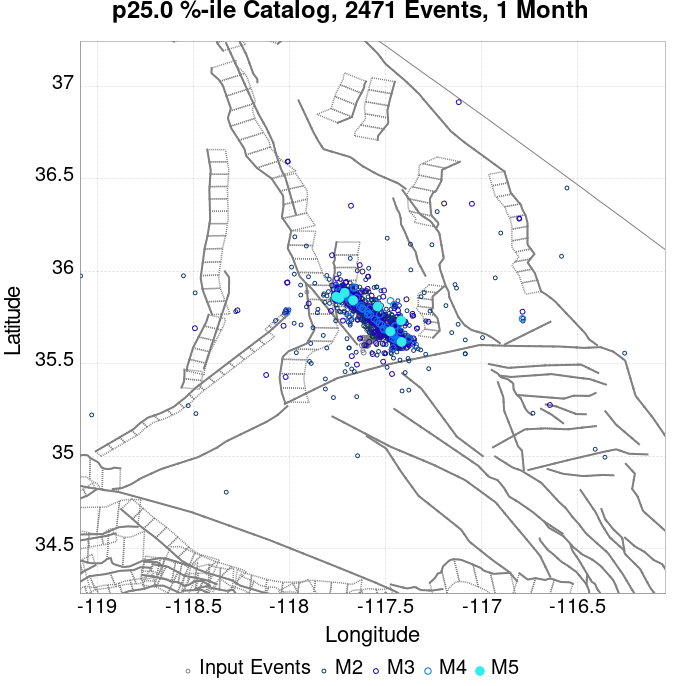 p25.0 %-ile Catalog, 2471 Events, 1 Month
37
36.5
36
35.5
35
34.5
Latitude
-119
-118.5
-118
-117.5
-117
-116.5
Longitude
Input Events
M2
M3
M4
M5